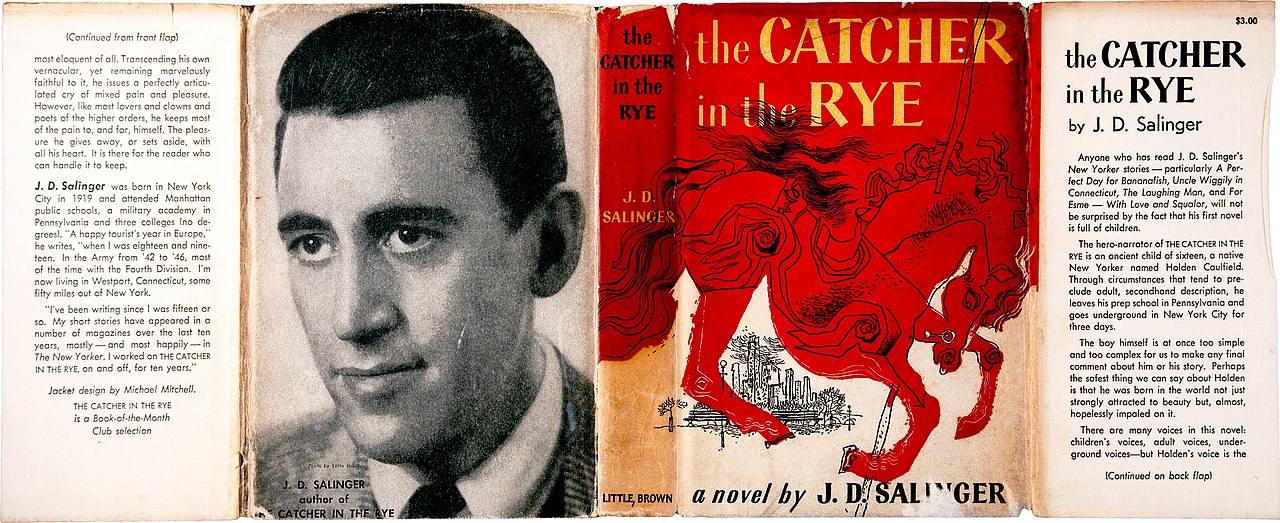 (Continued from front flap)
most eloquent of all. Transcending his own
vernacular, yet remaining marvelously
faithful to it, he issues a perfectly articu-
lated cry of mixed pain and pleasure.
However, like most lovers and clowns and
poets of the higher orders, he keeps most
of the pain to, and for, himself. The pleas-
ure he gives away, or sets aside, with
all his heart. It is there for the reader who
can handle it to keep.
J. D. Salinger was born in New York
City in 1919 and attended Manhattan
public schools, a military academy in
Pennsylvania and three colleges (no de-
grees). "A happy tourist's year in Europe,"
he writes, "when I was eighteen and nine-
teen. In the Army from '42 to '46, most
of the time with the Fourth Division. I'm
now living in Westport, Connecticut, some
fifty miles out of New York.
"I've been writing since I was fifteen or
so. My short stories have appeared in a
number of magazines over the last ten
years, mostly — and most happily — in
The New Yorker. I worked on THE CATCHER
IN THE RYE, on and off, for ten years."
Jacket design by Michael Mitchell.
THE CATCHER IN THE RYE
is a Book-of-the-Month
Club selection
Photo by
J. D. SALINGER
author of
CATCHER IN THE RYE
the
CATCHER
in the
RYE
J. D.
SALINGER
LITTLE, BROWN
the CATCHER
in the RYE
a novel by J. D. SALINGER
$3.00
the CATCHER
in the RYE
by J. D. Salinger
Anyone who has read J. D. Salinger's
New Yorker stories — particularly A Per-
fect Day for Bananafish, Uncle Wiggily in
Connecticut, The Laughing Man, and For
Esme — With Love and Squalor, will not
be surprised by the fact that his first novel
is full of children.
The hero-narrator of THE CATCHER IN THE
RYE is an ancient child of sixteen, a native
New Yorker named Holden Caulfield.
Through circumstances that tend to pre-
clude adult, secondhand description, he
leaves his prep school in Pennsylvania and
goes underground in New York City for
three days.
The boy himself is at once too simple
and too complex for us to make any final
comment about him or his story. Perhaps
the safest thing we can say about Holden
is that he was born in the world not just
strongly attracted to beauty but, almost,
hopelessly impaled on it.
There are many voices in this novel:
children's voices, adult voices, under-
ground voices—but Holden's voice is the
(Continued on back flap)